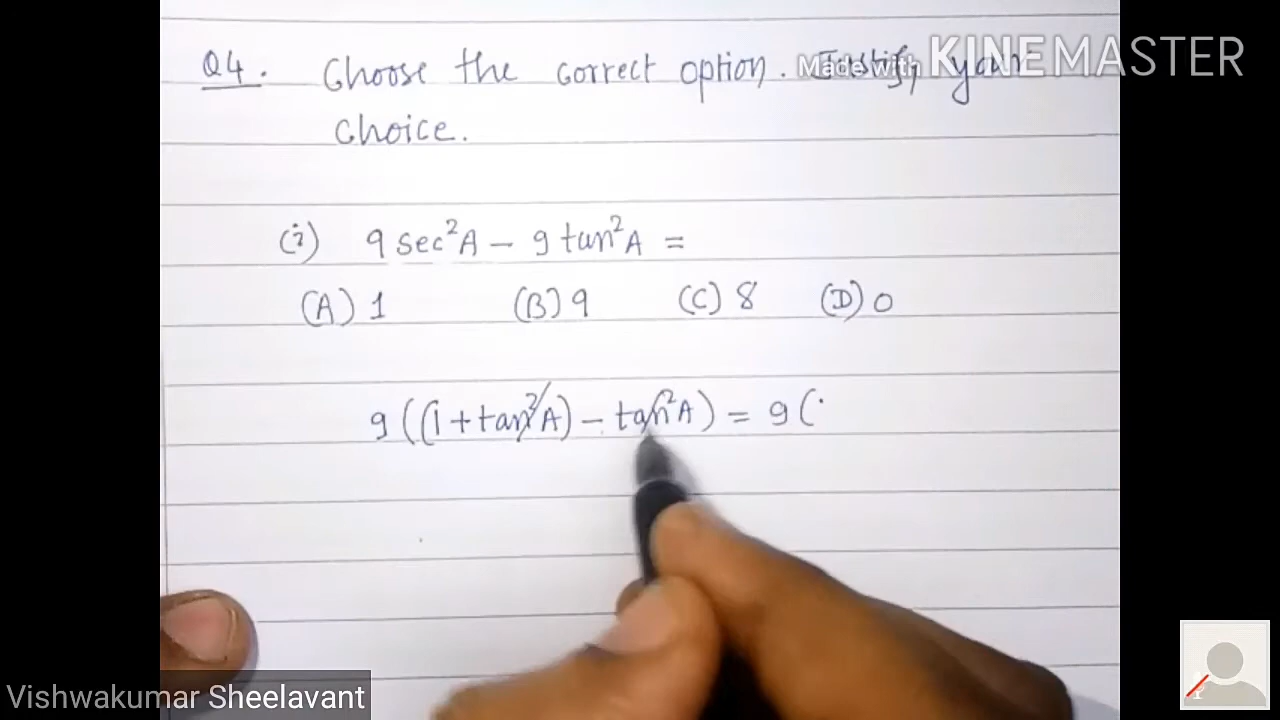 Q4. Choose the correct option. Justify your
Made with KINEMASTER
choice.
(i) 9 sec²A − 9 tan²A =
(A) 1 (B) 9 (C) 8 (D) 0
9((1 + tan²A) − tan²A) = 9(
Vishwakumar Sheelavant